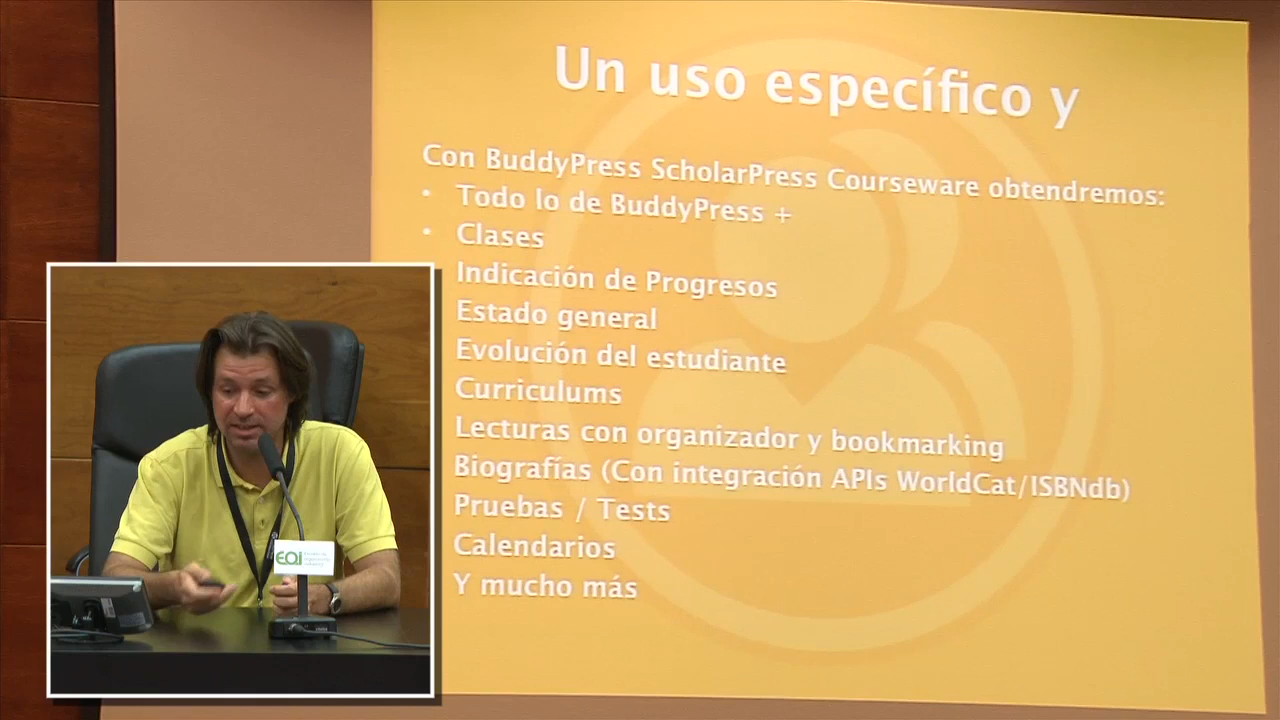 Un uso específico y
Con BuddyPress ScholarPress Courseware obtendremos:
• Todo lo de BuddyPress +
• Clases
Indicación de Progresos
Estado general
Evolución del estudiante
Curriculums
Lecturas con organizador y bookmarking
Biografías (Con integración APIs WorldCat/ISBNdb)
Pruebas / Tests
Calendarios
Y mucho más
eoi